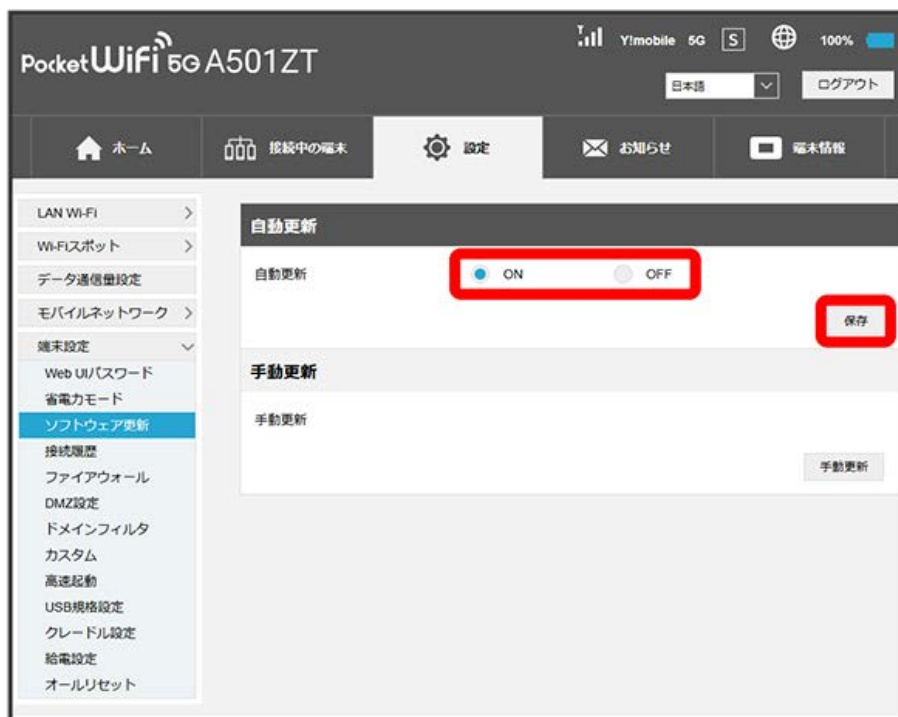 Y!mobile 5G S 100%
Pocket WiFi 5G A501ZT
日本語 ログアウト
ホーム 接続中の端末 設定 お知らせ 端末情報
LAN Wi-Fi
Wi-Fiスポット
データ通信量設定
モバイルネットワーク
端末設定
Web UIパスワード
省電力モード
ソフトウェア更新
接続履歴
ファイアウォール
DMZ設定
ドメインフィルタ
カスタム
高速起動
USB規格設定
クレードル設定
給電設定
オールリセット
自動更新
自動更新 ON OFF
保存
手動更新
手動更新
手動更新